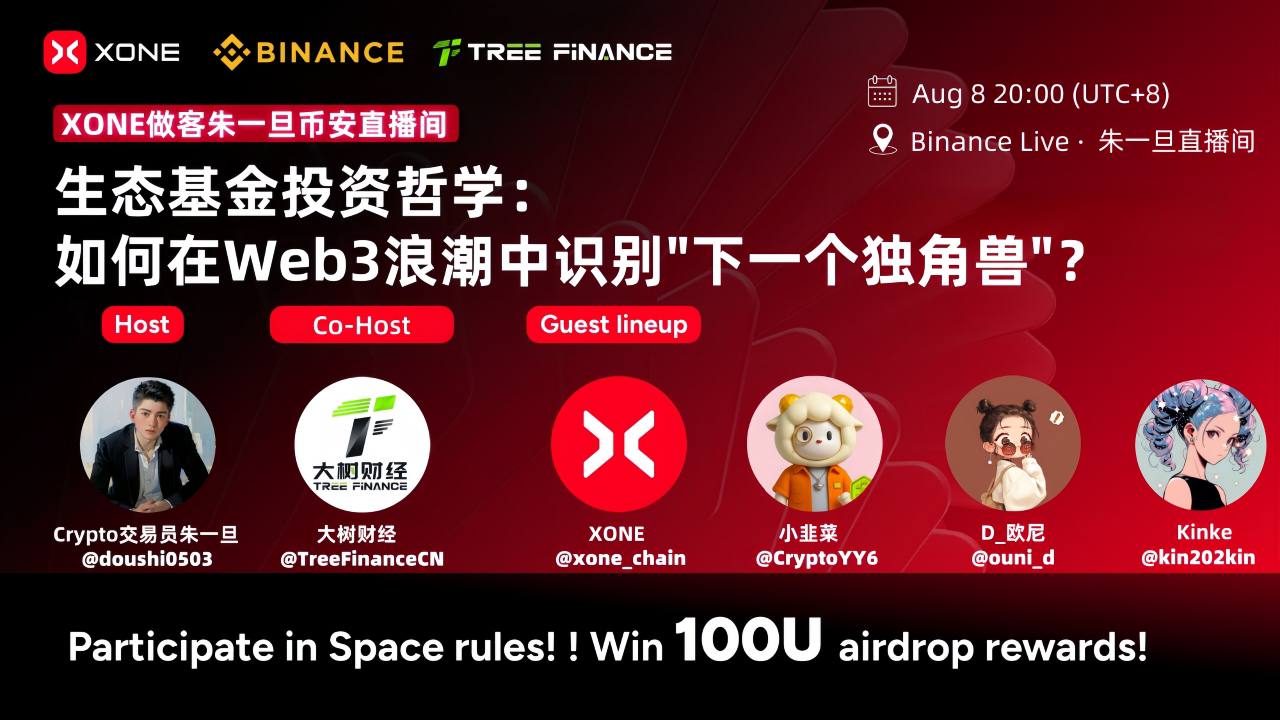 XONE BINANCE TREE FiNANCE
Aug 8 20:00 (UTC+8)
Binance Live · 朱一旦直播间
XONE做客朱一旦币安直播间
生态基金投资哲学：
如何在Web3浪潮中识别"下一个独角兽"？
Host Co-Host Guest lineup
大树财经
TREE FiNANCE
Crypto交易员朱一旦 大树财经 XONE 小韭菜 D_欧尼 Kinke
@doushi0503 @TreeFinanceCN @xone_chain @CryptoYY6 @ouni_d @kin202kin
Participate in Space rules! ! Win 100U airdrop rewards!